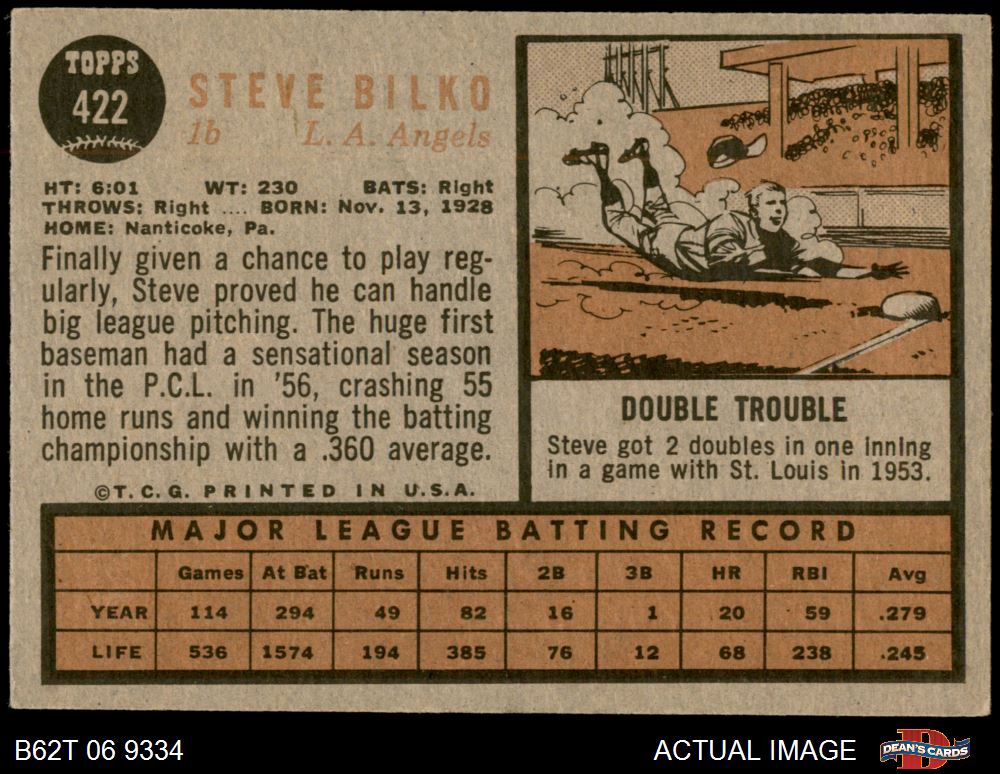 TOPPS
422
STEVE BILKO
1b L. A. Angels
HT: 6:01 WT: 230 BATS: Right
THROWS: Right .... BORN: Nov. 13, 1928
HOME: Nanticoke, Pa.
Finally given a chance to play reg-
ularly, Steve proved he can handle
big league pitching. The huge first
baseman had a sensational season
in the P.C.L. in '56, crashing 55
home runs and winning the batting
championship with a .360 average.
©T.C.G. PRINTED IN U.S.A.
DOUBLE TROUBLE
Steve got 2 doubles in one inning
in a game with St. Louis in 1953.
MAJOR LEAGUE BATTING RECORD
Games At Bat Runs Hits 2B 3B HR RBI Avg
YEAR 114 294 49 82 16 1 20 59 .279
LIFE 536 1574 194 385 76 12 68 238 .245
B62T 06 9334
ACTUAL IMAGE
DEAN'S CARDS